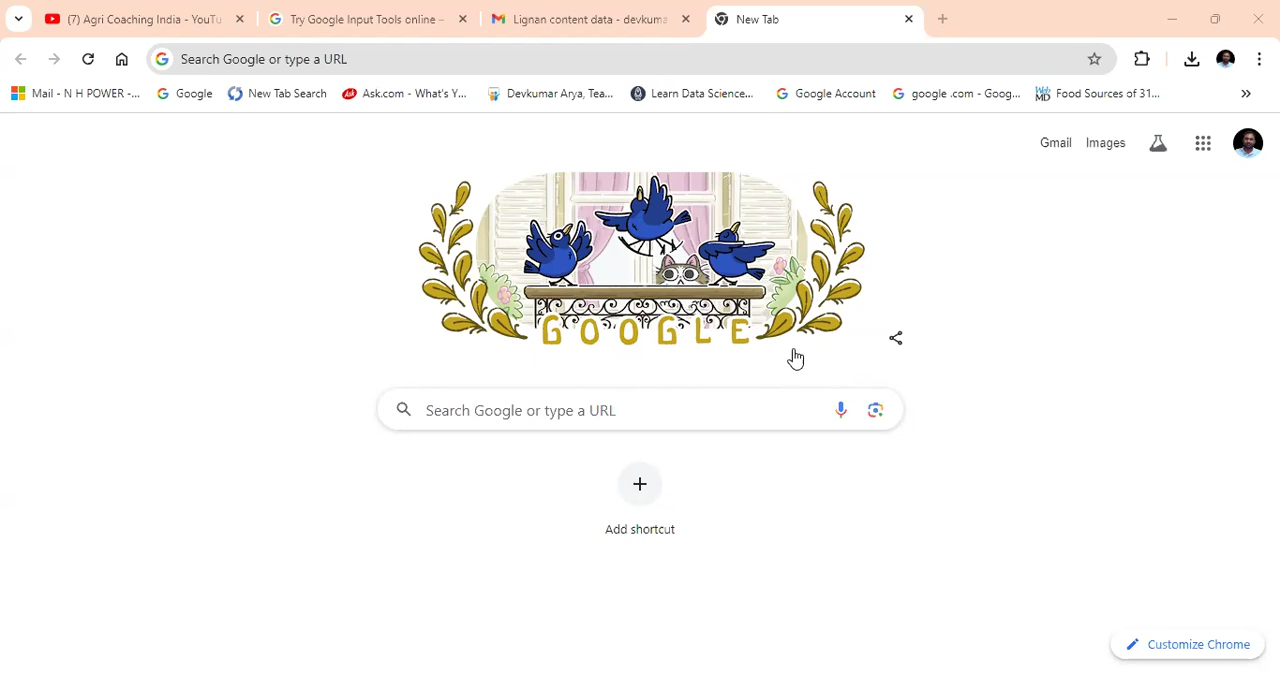 (7) Agri Coaching India - YouTu
Try Google Input Tools online –
Lignan content data - devkuma
New Tab
Search Google or type a URL
Mail - N H POWER -...
Google
New Tab Search
Ask.com - What's Y...
Devkumar Arya, Tea...
Learn Data Science...
Google Account
google .com - Goog...
Food Sources of 31...
Gmail
Images
GOOGLE
Search Google or type a URL
Add shortcut
Customize Chrome